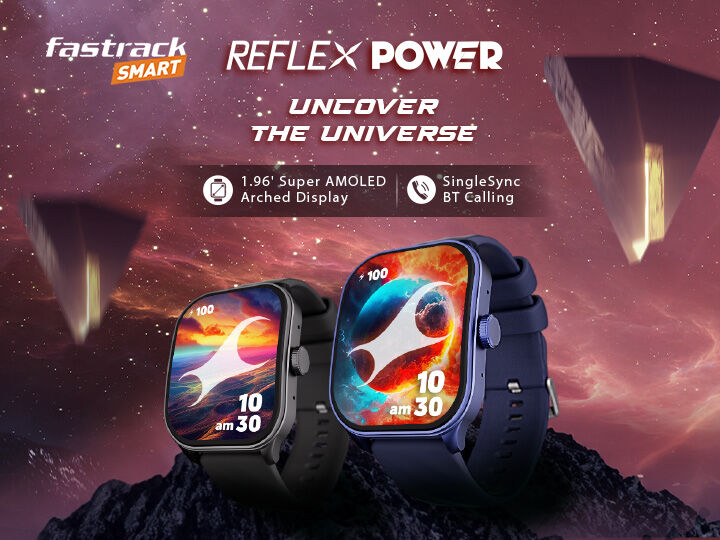 fastrack
SMART
REFLEX POWER
UNCOVER
THE UNIVERSE
1.96' Super AMOLED
Arched Display
SingleSync
BT Calling
100
10
am 30
100
10
am 30